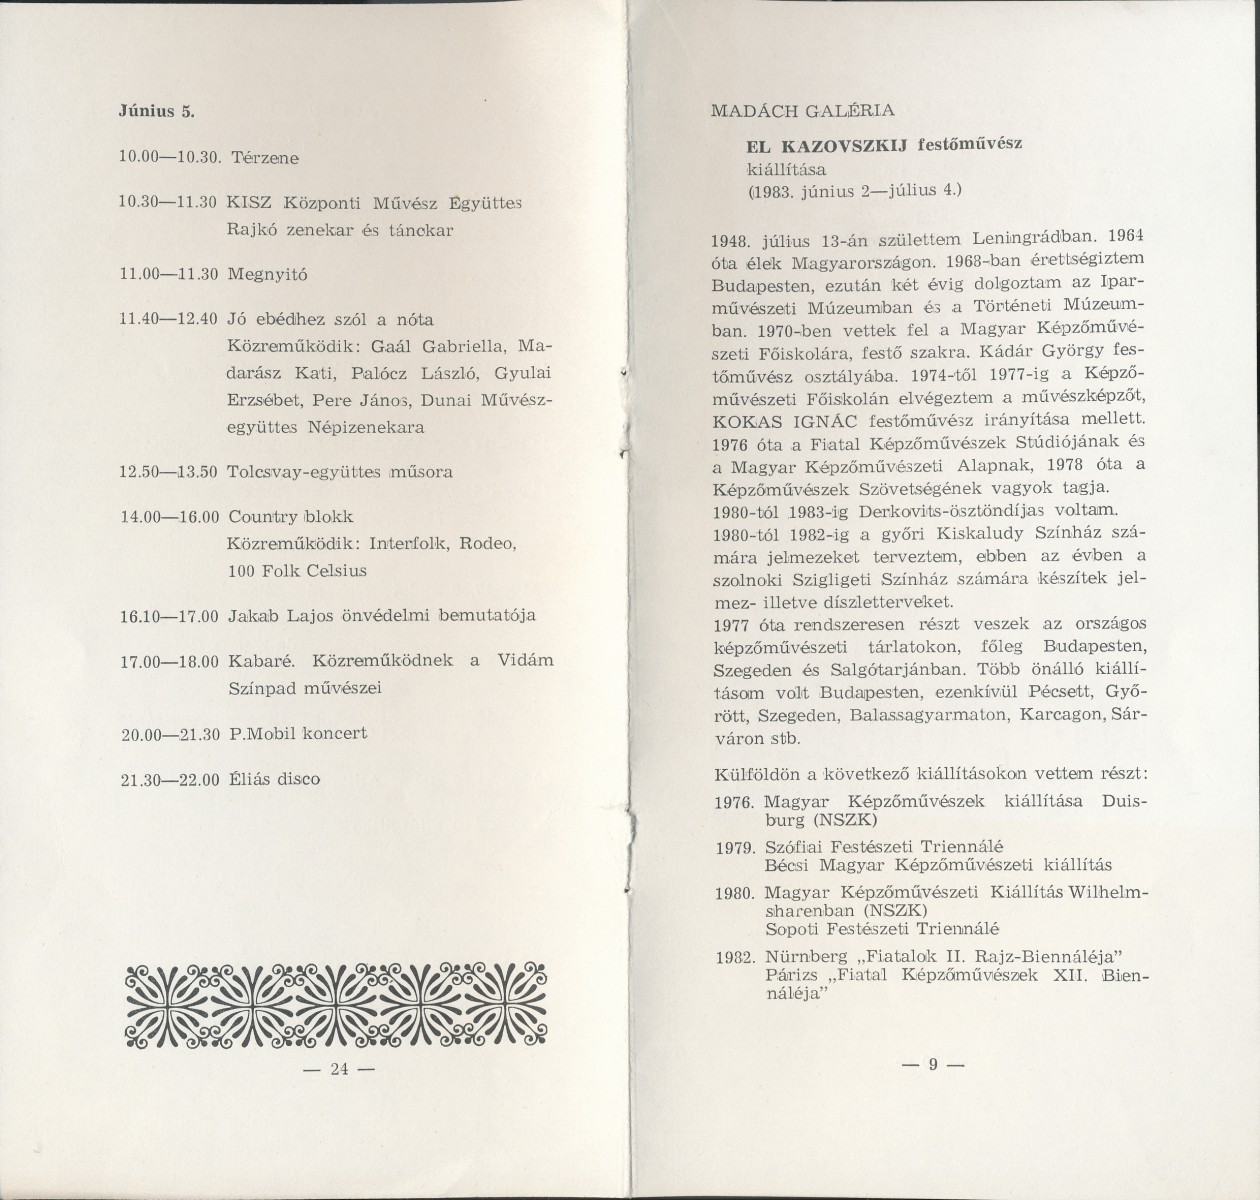 Június 5.
10.00—10.30. Térzene
10.30—11.30 KISZ Központi Művész Együttes
Rajkó zenekar és tánckar
11.00—11.30 Megnyitó
11.40—12.40 Jó ebédhez szól a nóta
Közreműködik: Gaál Gabriella, Ma-
darász Kati, Palócz László, Gyulai
Erzsébet, Pere János, Dunai Művész-
együttes Népizenekara
12.50—13.50 Tolcsvay-együttes műsora
14.00—16.00 Country blokk
Közreműködik: Interfolk, Rodeo,
100 Folk Celsius
16.10—17.00 Jakab Lajos önvédelmi bemutatója
17.00—18.00 Kabaré. Közreműködnek a Vidám
Színpad művészei
20.00—21.30 P.Mobil koncert
21.30—22.00 Éliás disco
— 24 —
MADÁCH GALÉRIA
EL KAZOVSZKIJ festőművész
kiállítása
(1983. június 2—július 4.)
1948. július 13-án születtem Leningrádban. 1964
óta élek Magyarországon. 1968-ban érettségiztem
Budapesten, ezután két évig dolgoztam az Ipar-
művészeti Múzeumban és a Történeti Múzeum-
ban. 1970-ben vettek fel a Magyar Képzőművé-
szeti Főiskolára, festő szakra. Kádár György fes-
tőművész osztályába. 1974-től 1977-ig a Képző-
művészeti Főiskolán elvégeztem a művészképzőt,
KOKAS IGNÁC festőművész irányítása mellett.
1976 óta a Fiatal Képzőművészek Stúdiójának és
a Magyar Képzőművészeti Alapnak, 1978 óta a
Képzőművészek Szövetségének vagyok tagja.
1980-tól 1983-ig Derkovits-ösztöndíjas voltam.
1980-tól 1982-ig a győri Kiskaludy Színház szá-
mára jelmezeket terveztem, ebben az évben a
szolnoki Szigligeti Színház számára készítek jel-
mez- illetve díszletterveket.
1977 óta rendszeresen részt veszek az országos
képzőművészeti tárlatokon, főleg Budapesten,
Szegeden és Salgótarjánban. Több önálló kiállí-
tásom volt Budapesten, ezenkívül Pécsett, Győ-
rött, Szegeden, Balassagyarmaton, Karcagon, Sár-
váron stb.
Külföldön a következő kiállításokon vettem részt:
1976. Magyar Képzőművészek kiállítása Duis-
burg (NSZK)
1979. Szófiai Festészeti Triennálé
Bécsi Magyar Képzőművészeti kiállítás
1980. Magyar Képzőművészeti Kiállítás Wilhelm-
sharenban (NSZK)
Sopoti Festészeti Triennálé
1982. Nürnberg „Fiatalok II. Rajz-Biennáléja”
Párizs „Fiatal Képzőművészek XII. Bien-
náléja”
— 9 —